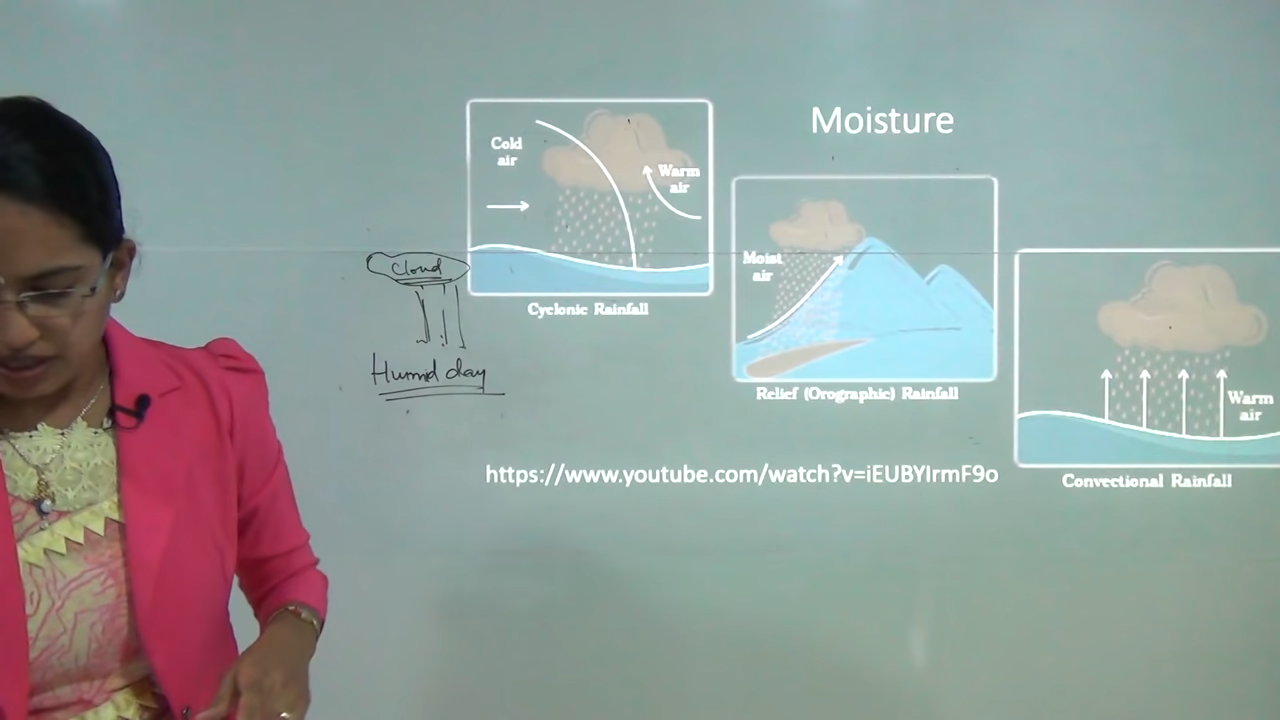 Moisture
Cold
air
Warm
air
Cyclonic Rainfall
Cloud
Humid day
Moist
air
Relief (Orographic) Rainfall
Warm
air
Convectional Rainfall
https://www.youtube.com/watch?v=iEUBYIrmF9o